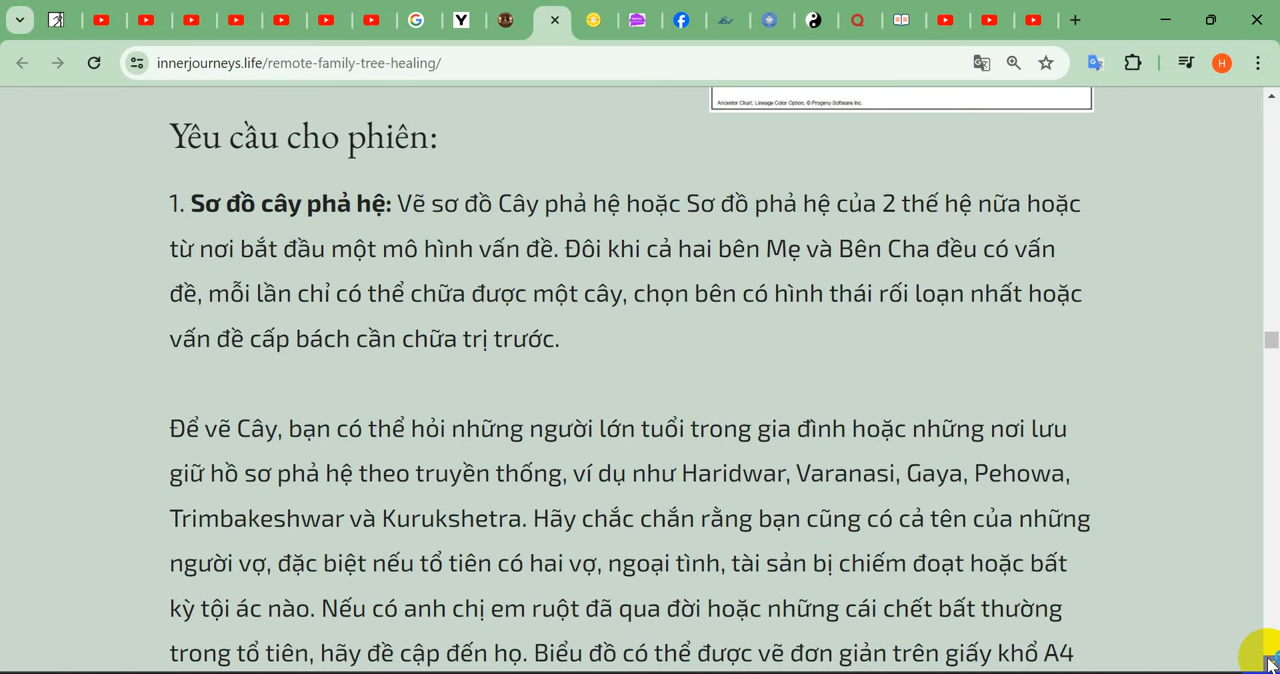 innerjourneys.life/remote-family-tree-healing/
H
Ancestor Chart, Lineage Color Option, © Progeny Software Inc.
Yêu cầu cho phiên:
1. Sơ đồ cây phả hệ: Vẽ sơ đồ Cây phả hệ hoặc Sơ đồ phả hệ của 2 thế hệ nữa hoặc
từ nơi bắt đầu một mô hình vấn đề. Đôi khi cả hai bên Mẹ và Bên Cha đều có vấn
đề, mỗi lần chỉ có thể chữa được một cây, chọn bên có hình thái rối loạn nhất hoặc
vấn đề cấp bách cần chữa trị trước.
Để vẽ Cây, bạn có thể hỏi những người lớn tuổi trong gia đình hoặc những nơi lưu
giữ hồ sơ phả hệ theo truyền thống, ví dụ như Haridwar, Varanasi, Gaya, Pehowa,
Trimbakeshwar và Kurukshetra. Hãy chắc chắn rằng bạn cũng có cả tên của những
người vợ, đặc biệt nếu tổ tiên có hai vợ, ngoại tình, tài sản bị chiếm đoạt hoặc bất
kỳ tội ác nào. Nếu có anh chị em ruột đã qua đời hoặc những cái chết bất thường
trong tổ tiên, hãy đề cập đến họ. Biểu đồ có thể được vẽ đơn giản trên giấy khổ A4